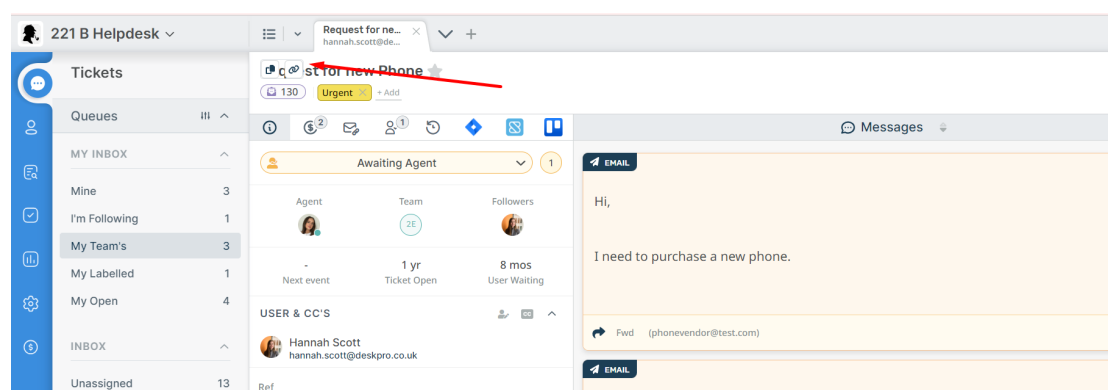 221 B Helpdesk
Request for ne...
hannah.scott@de...
Tickets
quest for new Phone
130
Urgent
+ Add
Queues
2
1
Messages
MY INBOX
Awaiting Agent
1
EMAIL
Mine 3
Agent
Team
Followers
Hi,
I'm Following 1
2E
My Team's 3
I need to purchase a new phone.
My Labelled 1
-
1 yr
8 mos
Next event
Ticket Open
User Waiting
My Open 4
USER & CC'S
CC
Fwd (phonevendor@test.com)
INBOX
Hannah Scott
hannah.scott@deskpro.co.uk
EMAIL
Unassigned 13
Ref